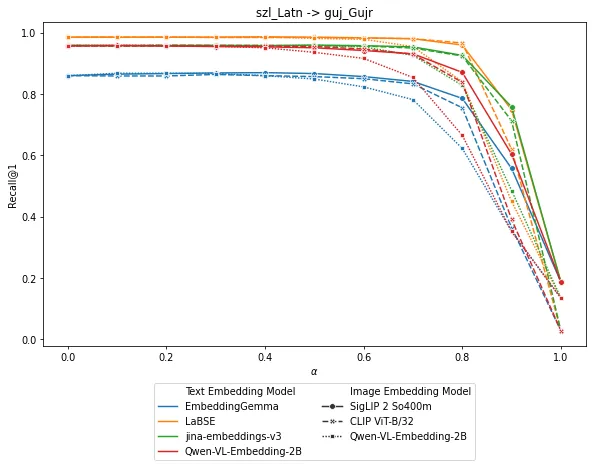 szl_Latn -> guj_Gujr
1.0
0.8
0.6
0.4
0.2
0.0
Recall@1
0.0 0.2 0.4 0.6 0.8 1.0
α
Text Embedding Model Image Embedding Model
EmbeddingGemma SigLIP 2 So400m
LaBSE CLIP ViT-B/32
jina-embeddings-v3 Qwen-VL-Embedding-2B
Qwen-VL-Embedding-2B